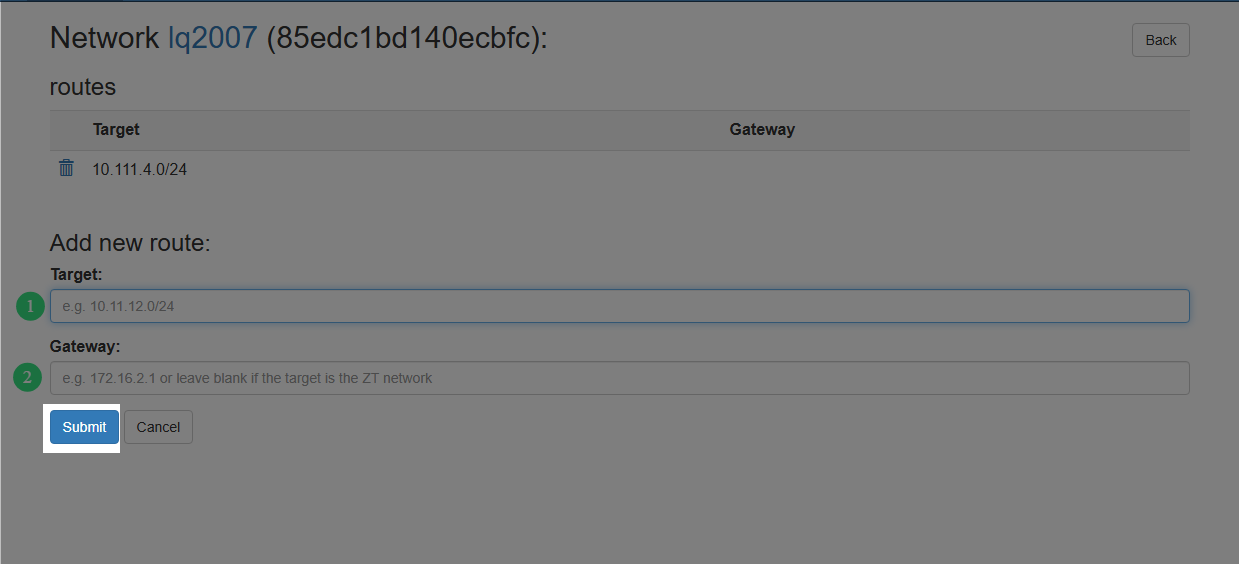 Network lq2007 (85edc1bd140ecbfc):
Back
routes
Target Gateway
10.111.4.0/24
Add new route:
Target:
1 e.g. 10.11.12.0/24
Gateway:
2 e.g. 172.16.2.1 or leave blank if the target is the ZT network
Submit Cancel